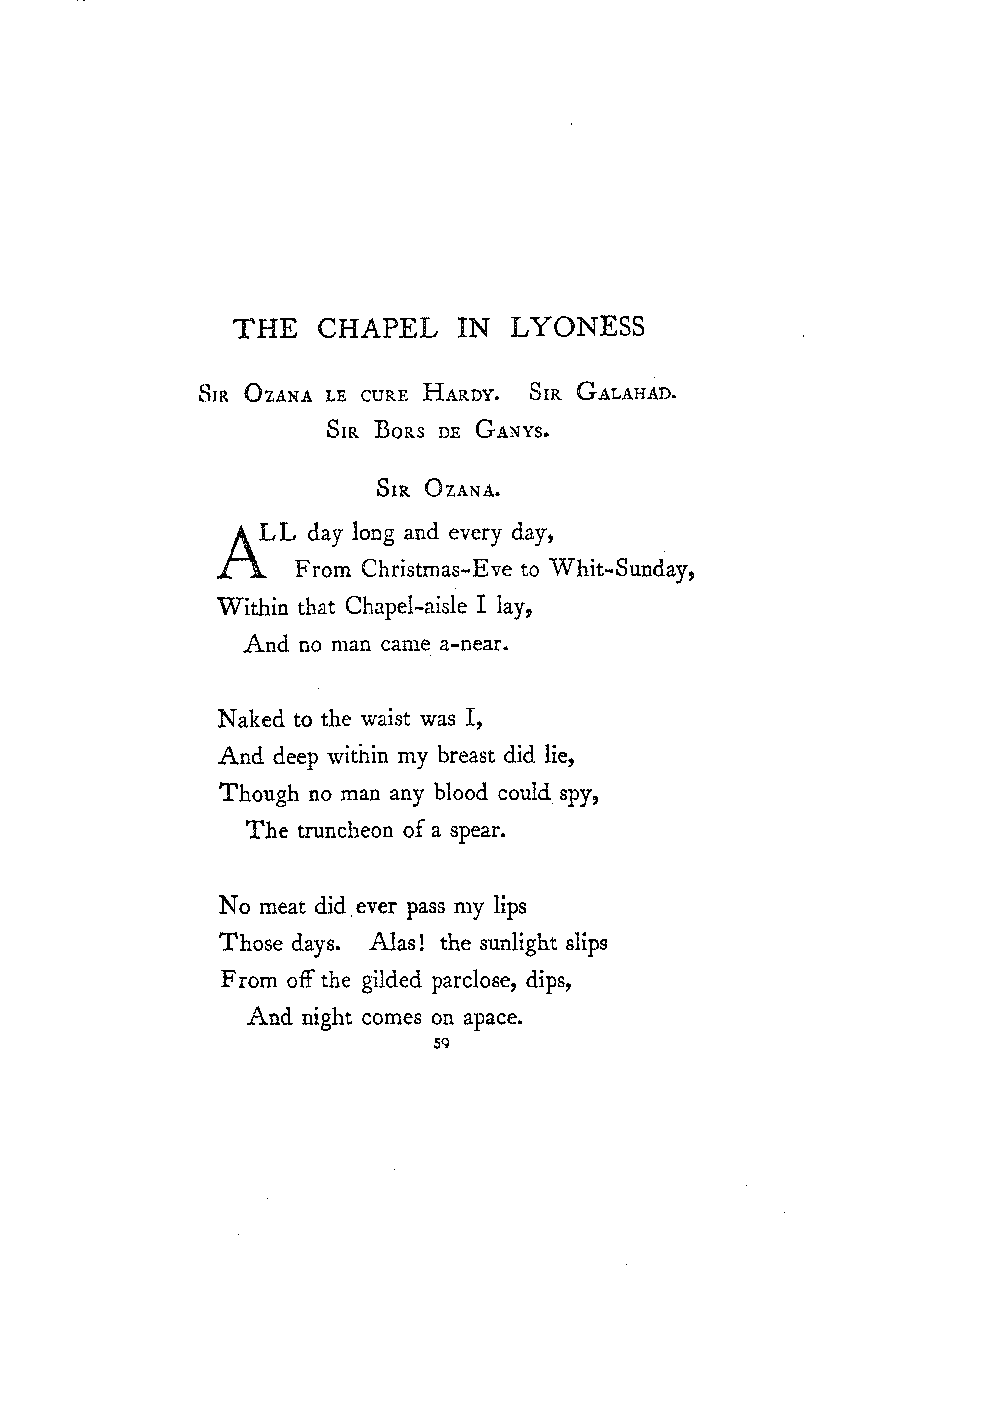 THE CHAPEL IN LYONESS
SIR OZANA LE CURE HARDY. SIR GALAHAD.
SIR BORS DE GANYS.
SIR OZANA.
ALL day long and every day,
From Christmas-Eve to Whit-Sunday,
Within that Chapel-aisle I lay,
And no man came a-near.
Naked to the waist was I,
And deep within my breast did lie,
Though no man any blood could spy,
The truncheon of a spear.
No meat did ever pass my lips
Those days. Alas! the sunlight slips
From off the gilded parclose, dips,
And night comes on apace.
59